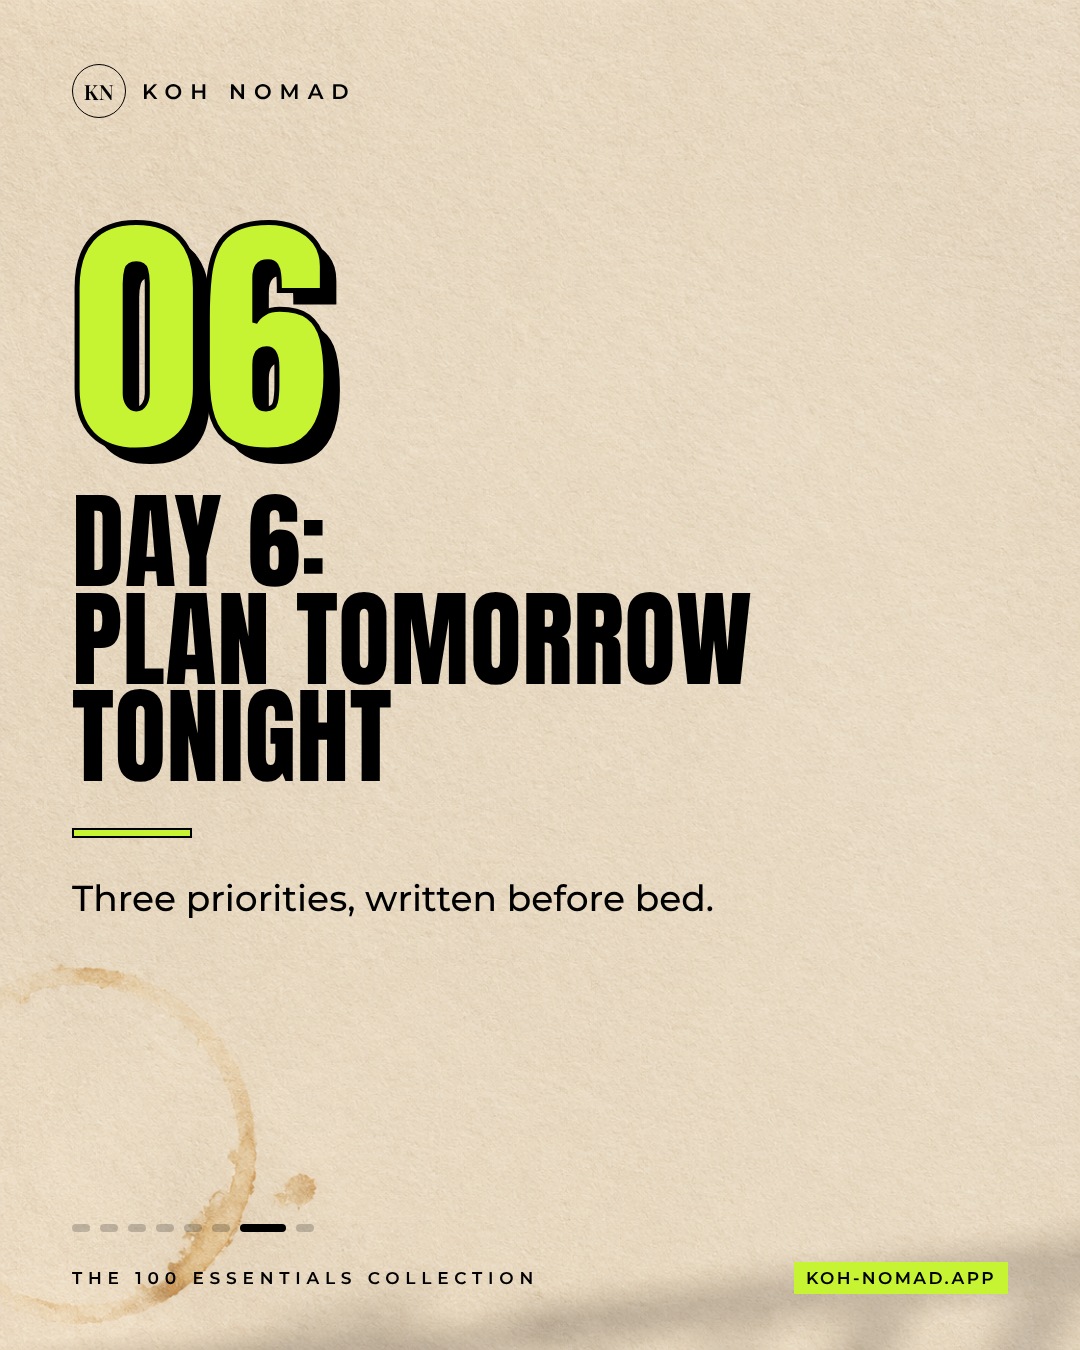 KN
KOH NOMAD
06
DAY 6:
PLAN TOMORROW
TONIGHT
Three priorities, written before bed.
THE 100 ESSENTIALS COLLECTION
KOH-NOMAD.APP